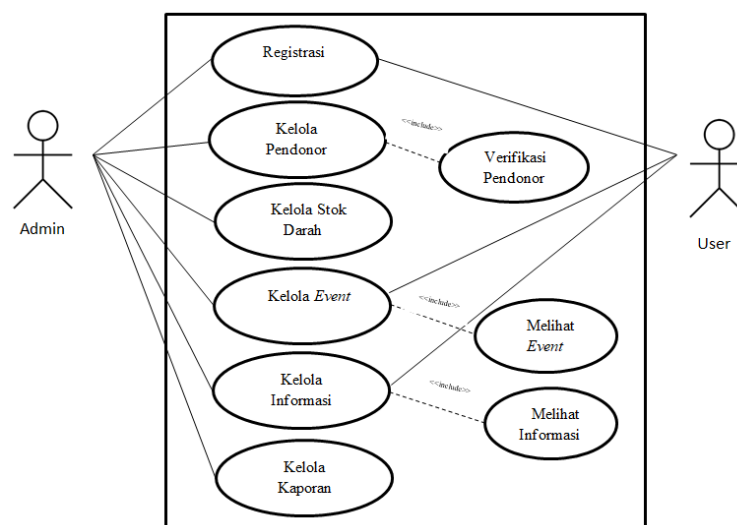 Registrasi
Kelola
Pendonor
<<include>>
Verifikasi
Pendonor
Kelola Stok
Darah
Admin
User
Kelola Event
<<include>>
Melihat
Event
Kelola
Informasi
<<include>>
Melihat
Informasi
Kelola
Kaporan